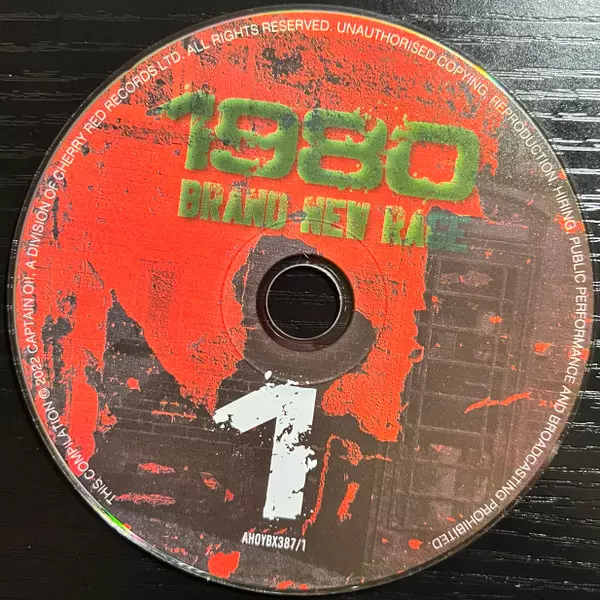 THIS COMPILATION ℗ 2022 CAPTAIN OI!. A DIVISION OF CHERRY RED RECORDS LTD. ALL RIGHTS RESERVED. UNAUTHORISED COPYING, REPRODUCTION, HIRING, PUBLIC PERFORMANCE AND BROADCASTING PROHIBITED.
1980
BRAND NEW RAGE
1
AHOYBX387/1